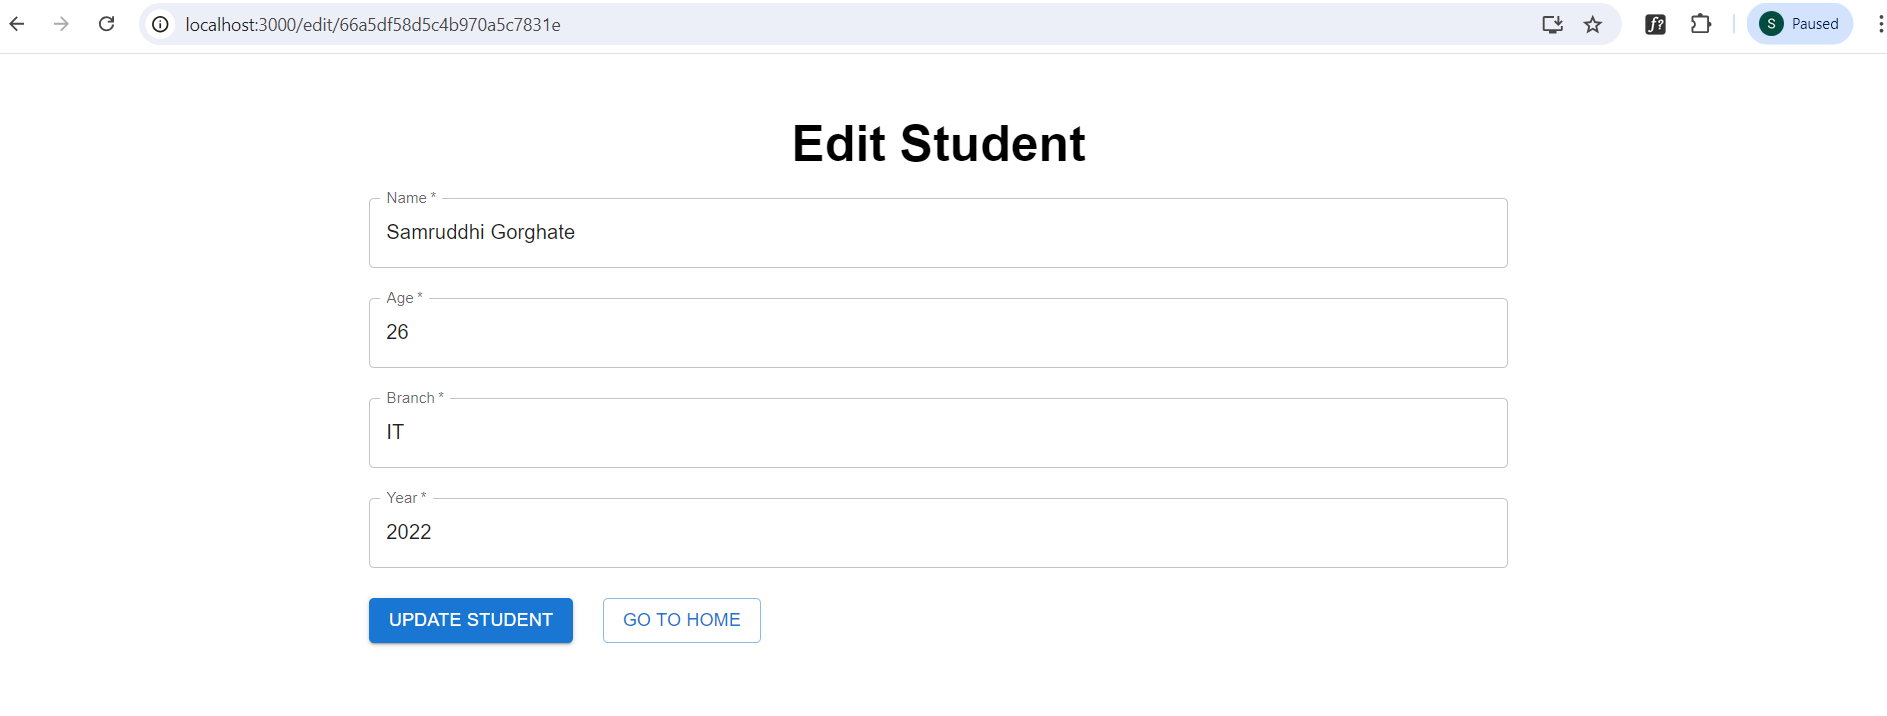 localhost:3000/edit/66a5df58d5c4b970a5c7831e
f?
S Paused
Edit Student
Name *
Samruddhi Gorghate
Age *
26
Branch *
IT
Year *
2022
UPDATE STUDENT GO TO HOME